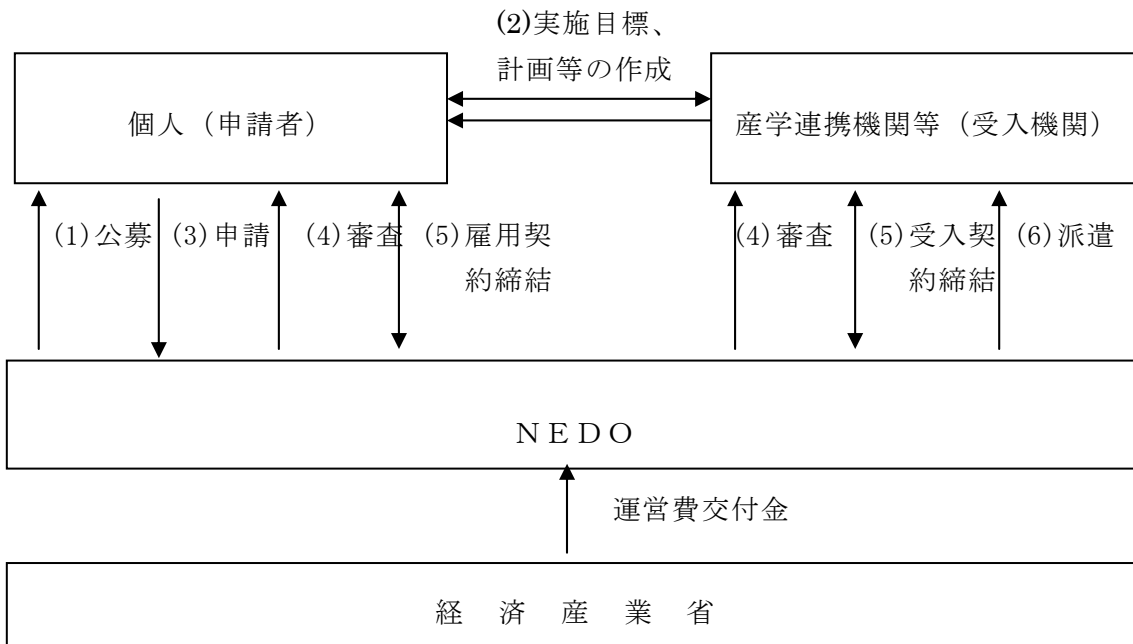 (2)実施目標、
計画等の作成
個人（申請者）
産学連携機関等（受入機関）
(1)公募
(3)申請
(4)審査
(5)雇用契
約締結
(4)審査
(5)受入契
約締結
(6)派遣
ＮＥＤＯ
運営費交付金
経 済 産 業 省